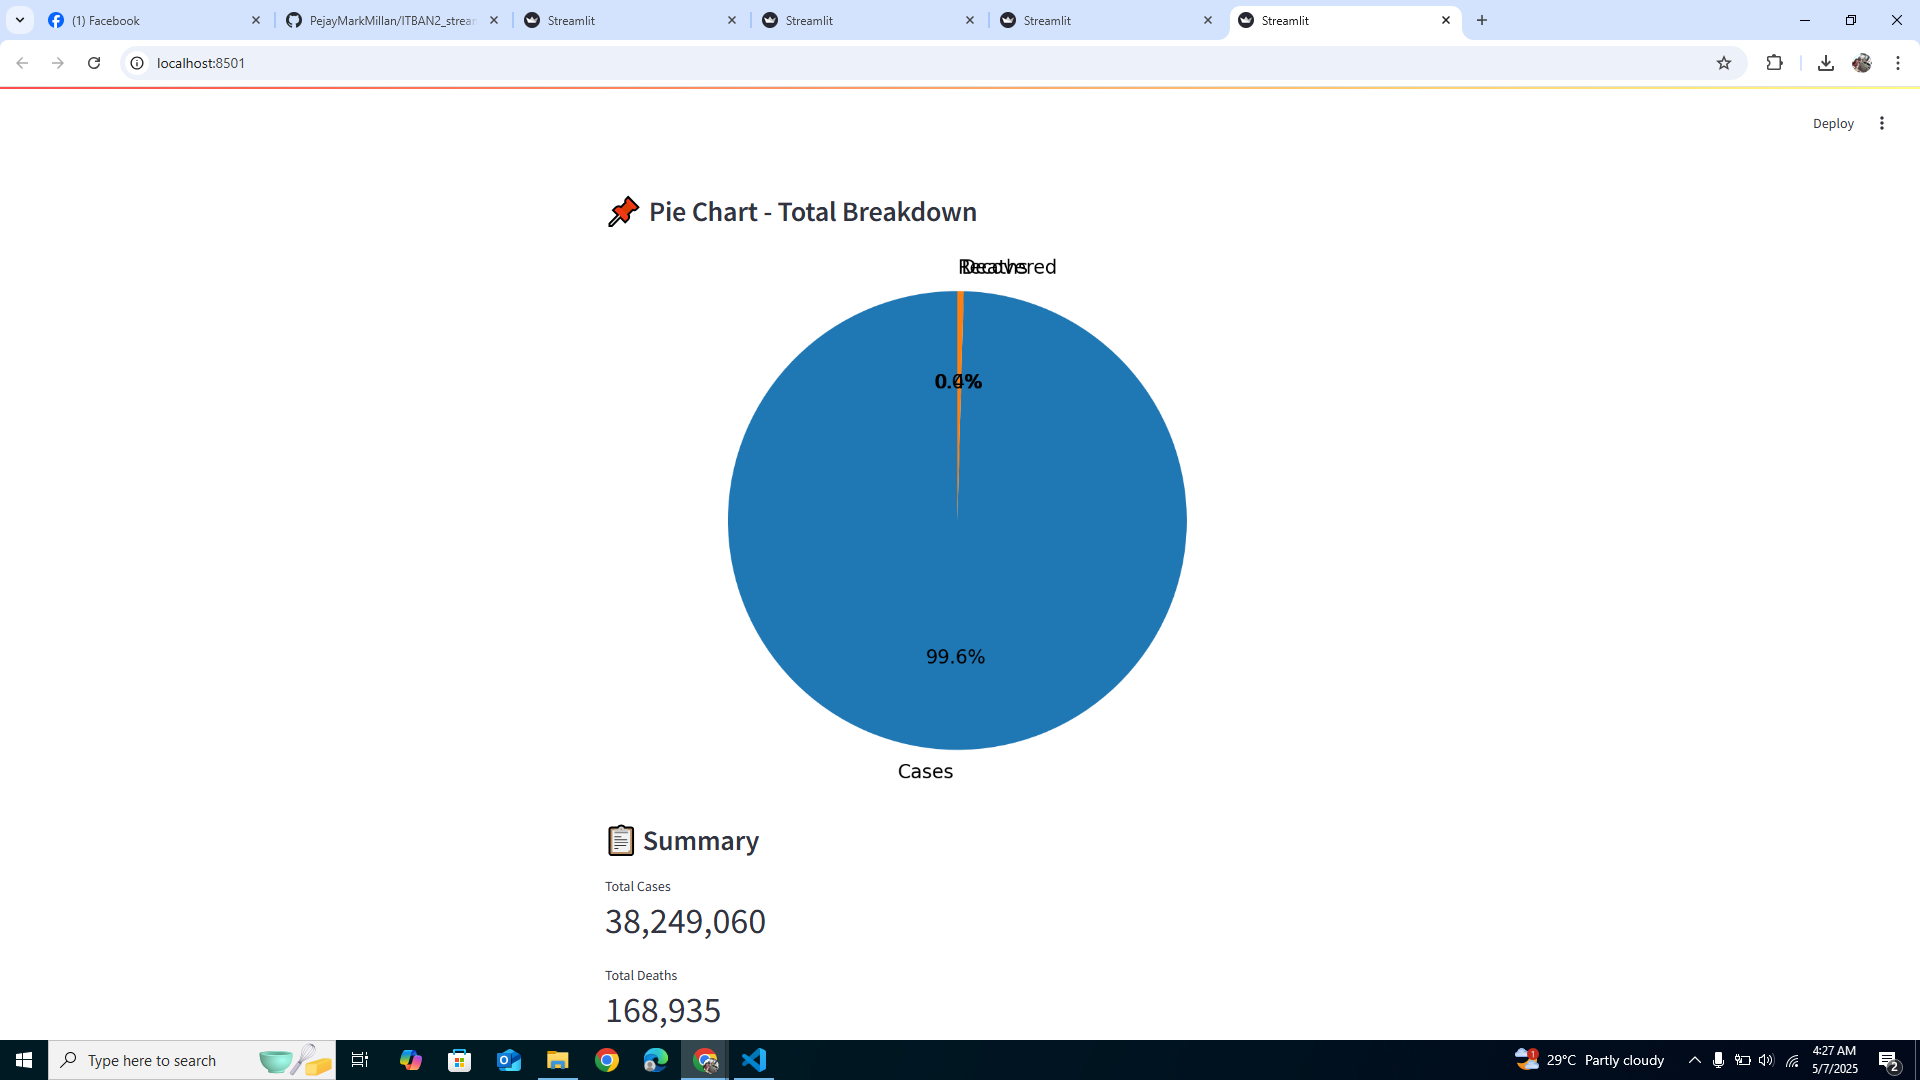 (1) Facebook
PejayMarkMillan/ITBAN2_strea
Streamlit
Streamlit
Streamlit
Streamlit
localhost:8501
Deploy
Pie Chart - Total Breakdown
Recovered
Deaths
0.4%
99.6%
Cases
Summary
Total Cases
38,249,060
Total Deaths
168,935
Type here to search
1
29°C Partly cloudy
4:27 AM
5/7/2025
2